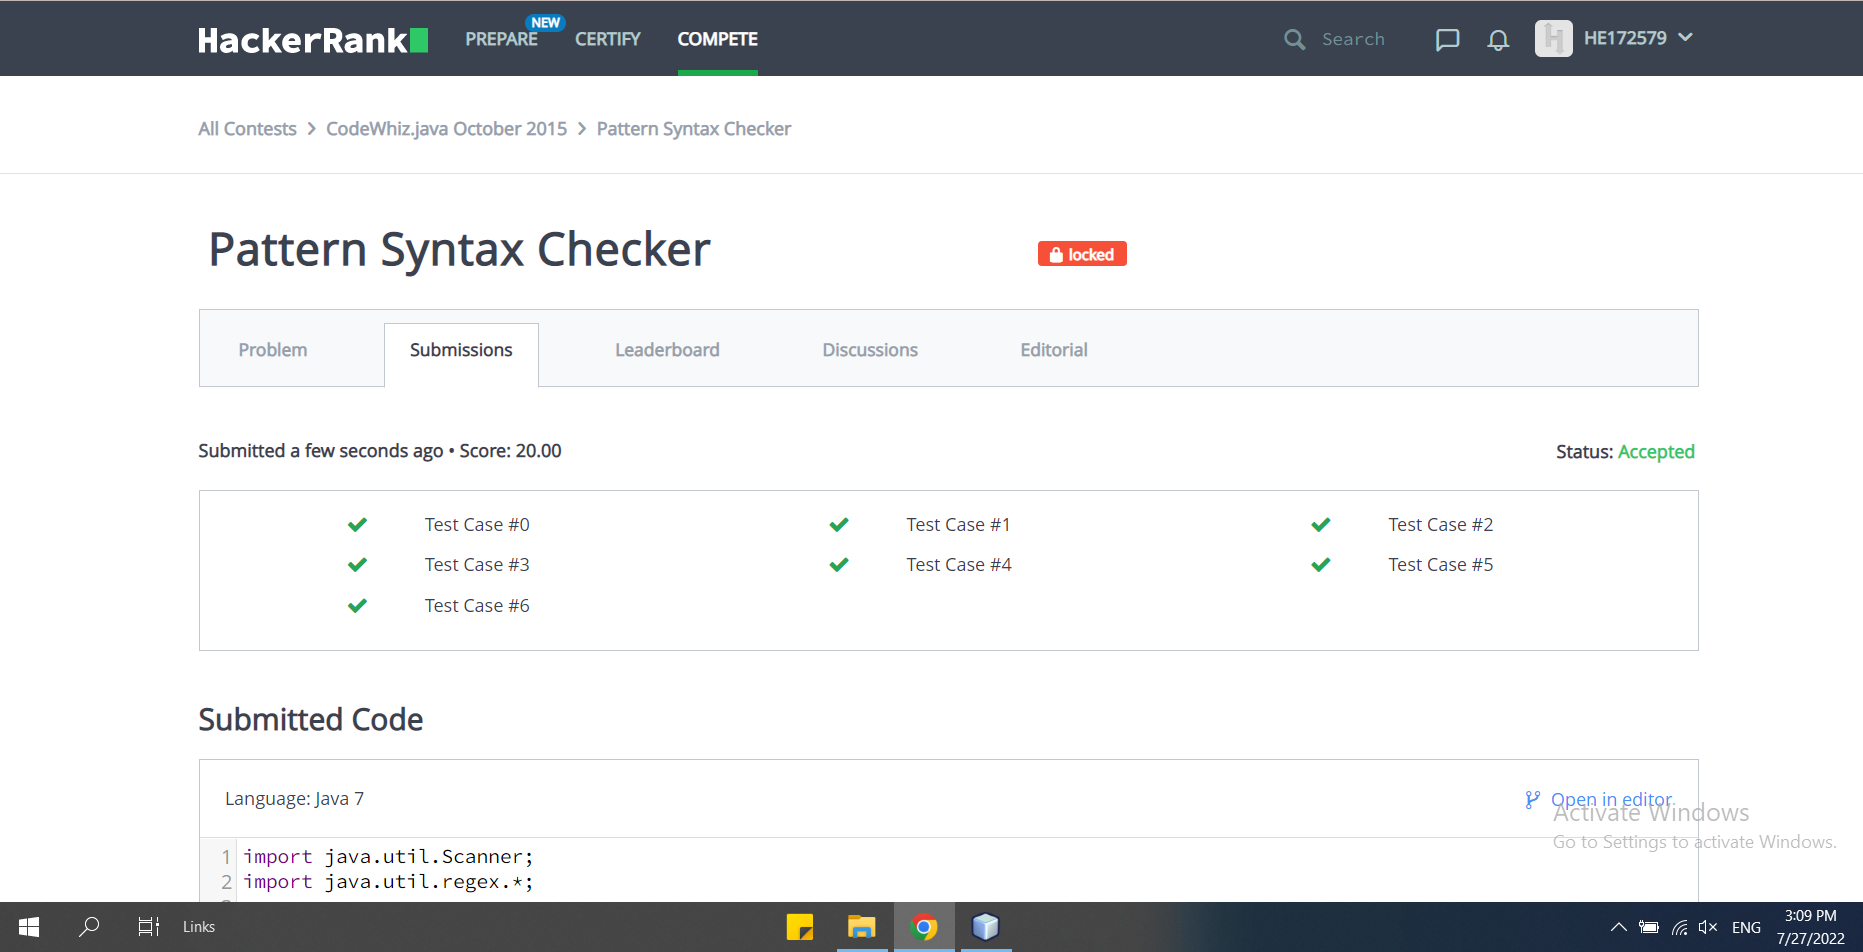 HackerRank
PREPARE
NEW
CERTIFY
COMPETE
Search
HE172579
All Contests > CodeWhiz.java October 2015 > Pattern Syntax Checker
Pattern Syntax Checker
locked
Problem
Submissions
Leaderboard
Discussions
Editorial
Submitted a few seconds ago • Score: 20.00
Status: Accepted
Test Case #0
Test Case #1
Test Case #2
Test Case #3
Test Case #4
Test Case #5
Test Case #6
Submitted Code
Language: Java 7
Open in editor
Activate Windows
Go to Settings to activate Windows.
1 import java.util.Scanner;
2 import java.util.regex.*;
Links
ENG
3:09 PM
7/27/2022